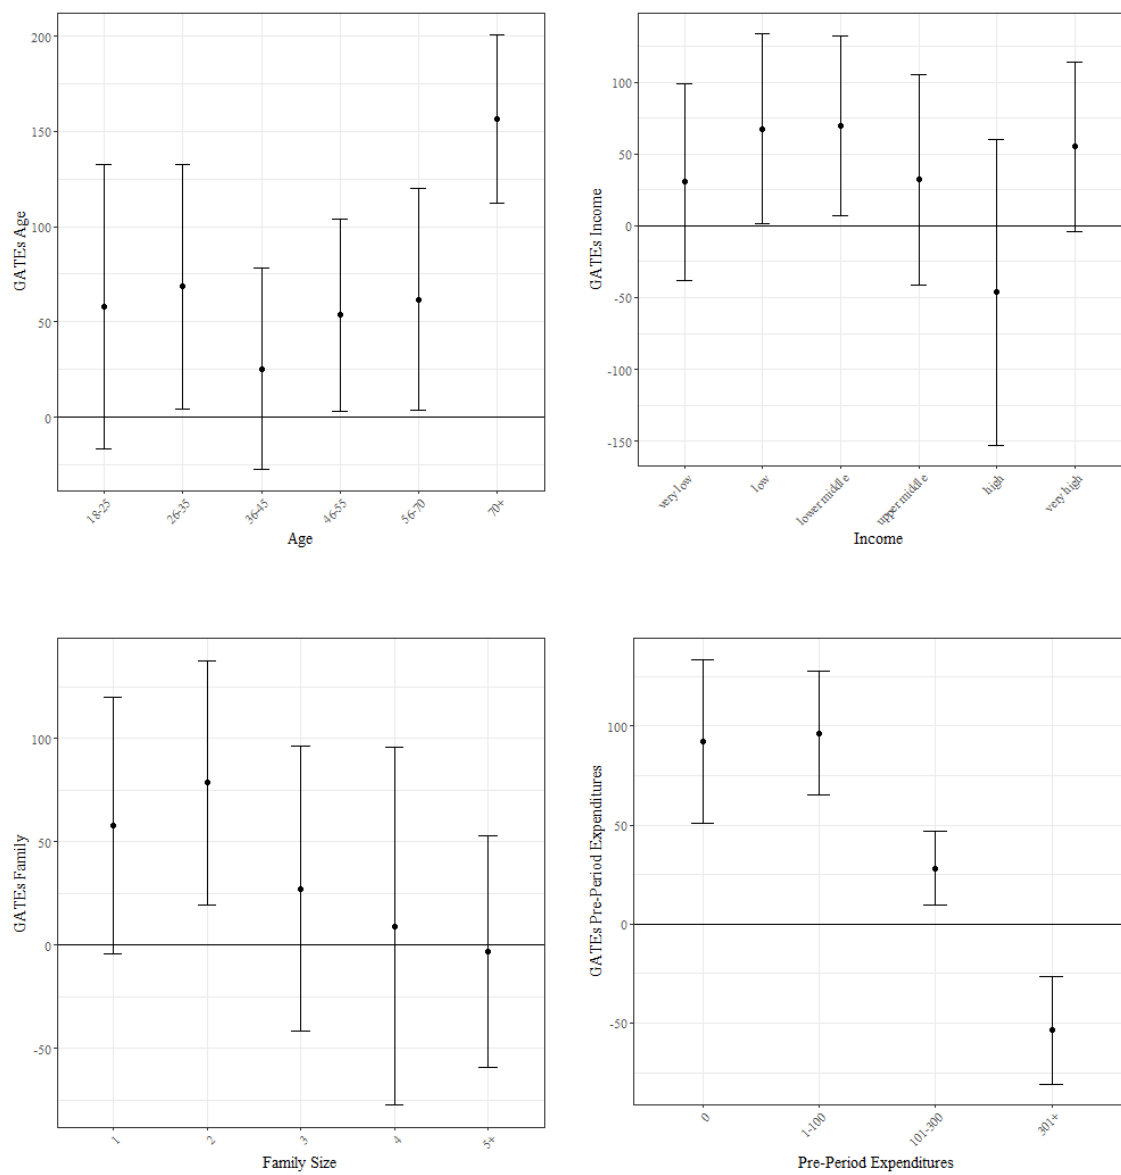 GATEs Age
200
150
100
50
0
18-25
26-35
36-45
46-55
56-70
70+
Age
GATEs Income
100
50
0
-50
-100
-150
very low
low
lower middle
upper middle
high
very high
Income
GATEs Family
100
50
0
-50
1
2
3
4
5+
Family Size
GATEs Pre-Period Expenditures
100
50
0
-50
0
1-100
101-300
301+
Pre-Period Expenditures